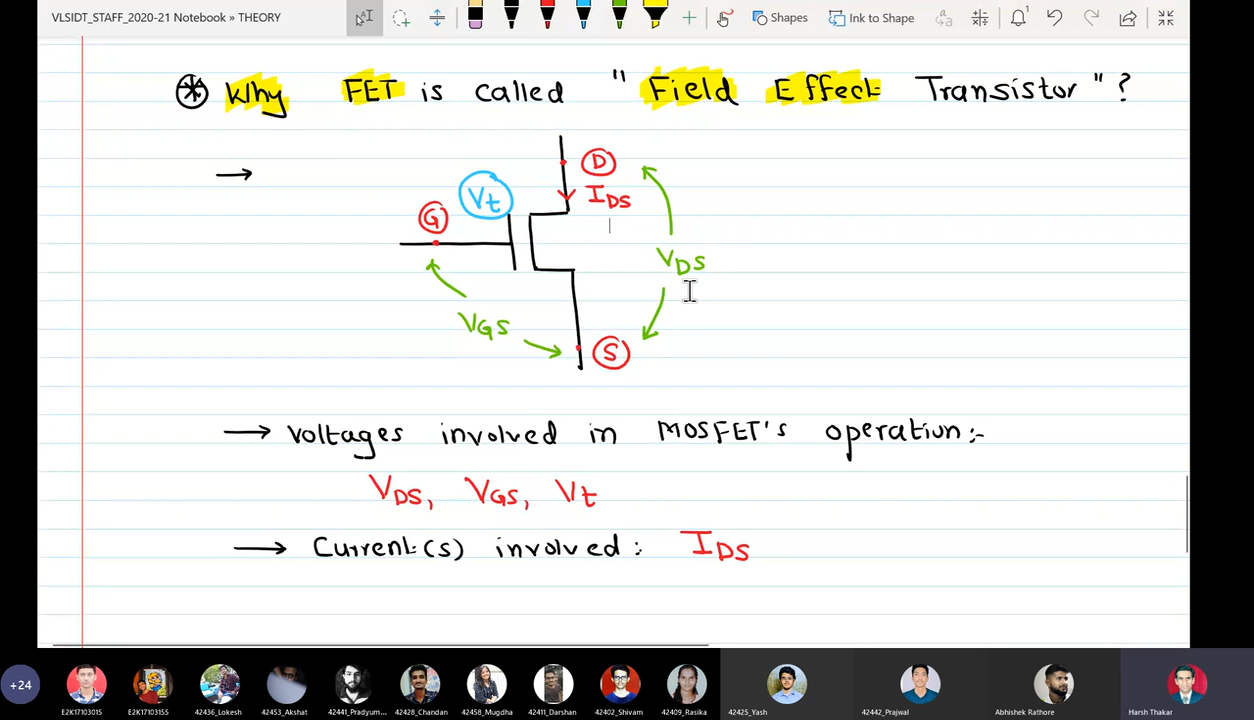 VLSIDT_STAFF_2020-21 Notebook » THEORY
Shapes
Ink to Shape
Why FET is called "Field Effect Transistor"?
→
D
Vt
IDS
G
VDS
VGS
S
→ Voltages involved in MOSFET's operation:-
VDS, VGS, Vt
→ Current(s) involved: IDS
+24
E2K17103015
E2K17103155
42436_Lokesh
42453_Akshat
42441_Pradyum...
42428_Chandan
42458_Mugdha
42411_Darshan
42402_Shivam
42409_Rasika
42425_Yash
42442_Prajwal
Abhishek Rathore
Harsh Thakar